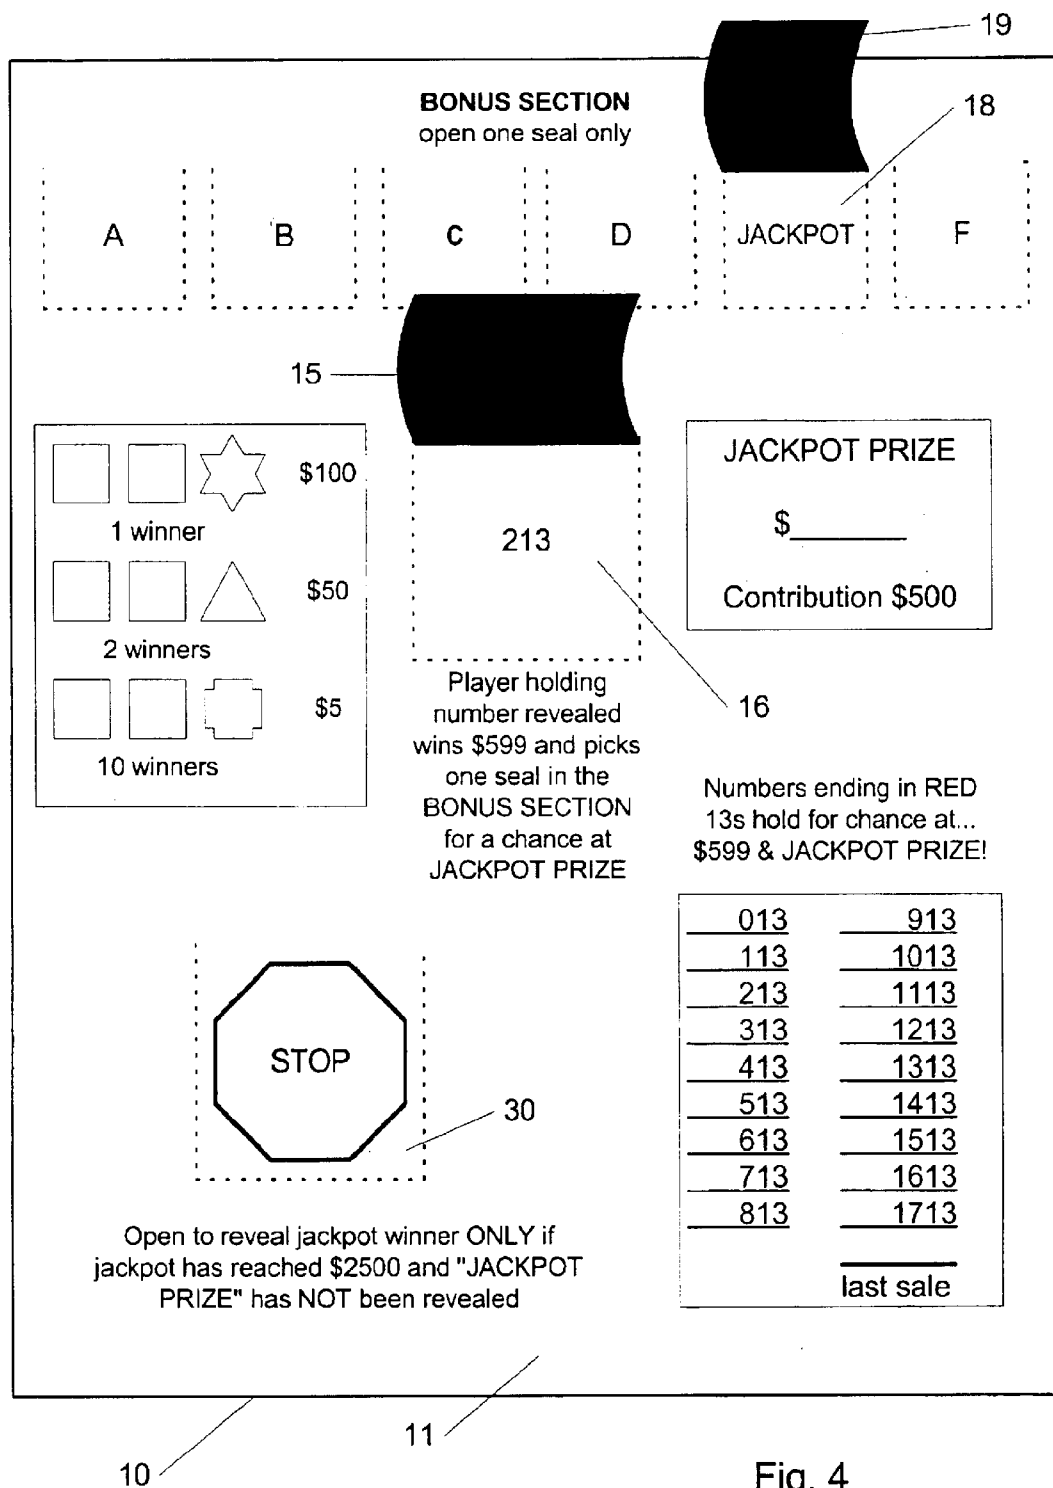 19
BONUS SECTION
open one seal only
18
A B C D JACKPOT F
15
$100
1 winner
$50
2 winners
$5
10 winners
213
16
Player holding
number revealed
wins $599 and picks
one seal in the
BONUS SECTION
for a chance at
JACKPOT PRIZE
JACKPOT PRIZE
$______
Contribution $500
Numbers ending in RED
13s hold for chance at...
$599 & JACKPOT PRIZE!
013 913
113 1013
213 1113
313 1213
413 1313
513 1413
613 1513
713 1613
813 1713
last sale
STOP
30
Open to reveal jackpot winner ONLY if
jackpot has reached $2500 and "JACKPOT
PRIZE" has NOT been revealed
11
10
Fig. 4